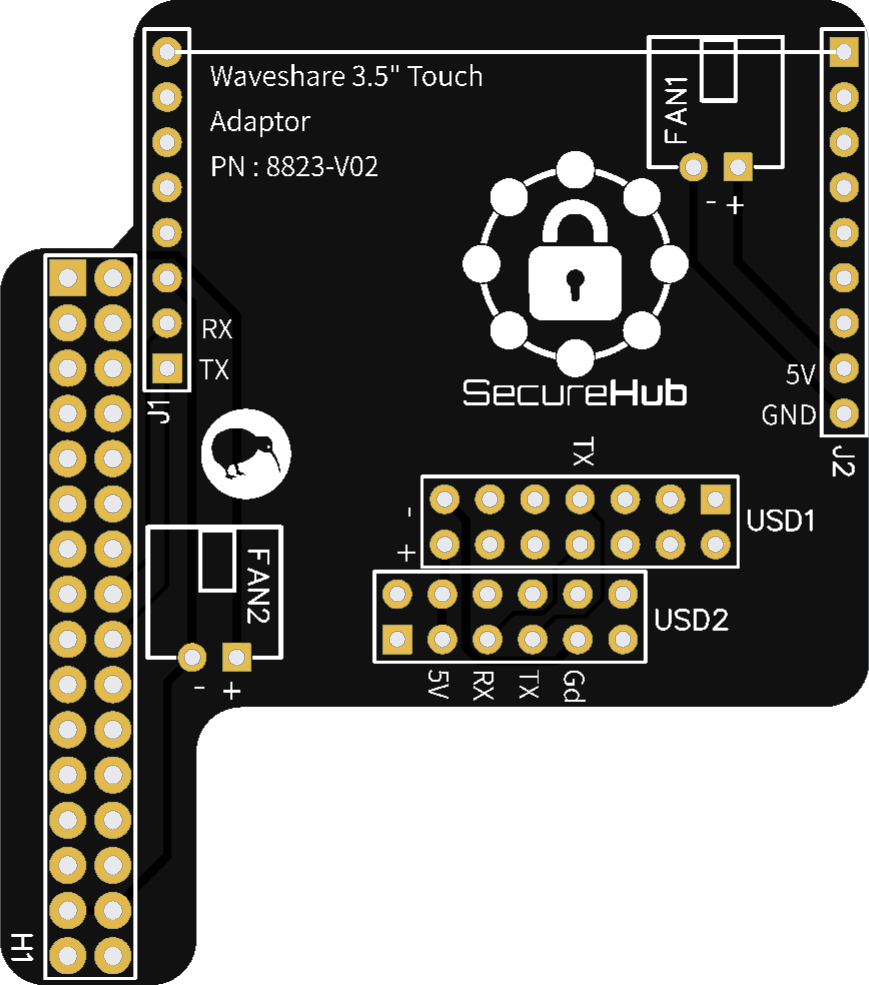 Waveshare 3.5" Touch
Adaptor
PN : 8823-V02
FAN1
- +
RX
TX
J1
SecureHub
5V
GND
J2
TX
-
+
USD1
FAN2
USD2
- +
5V RX TX Gd
H1